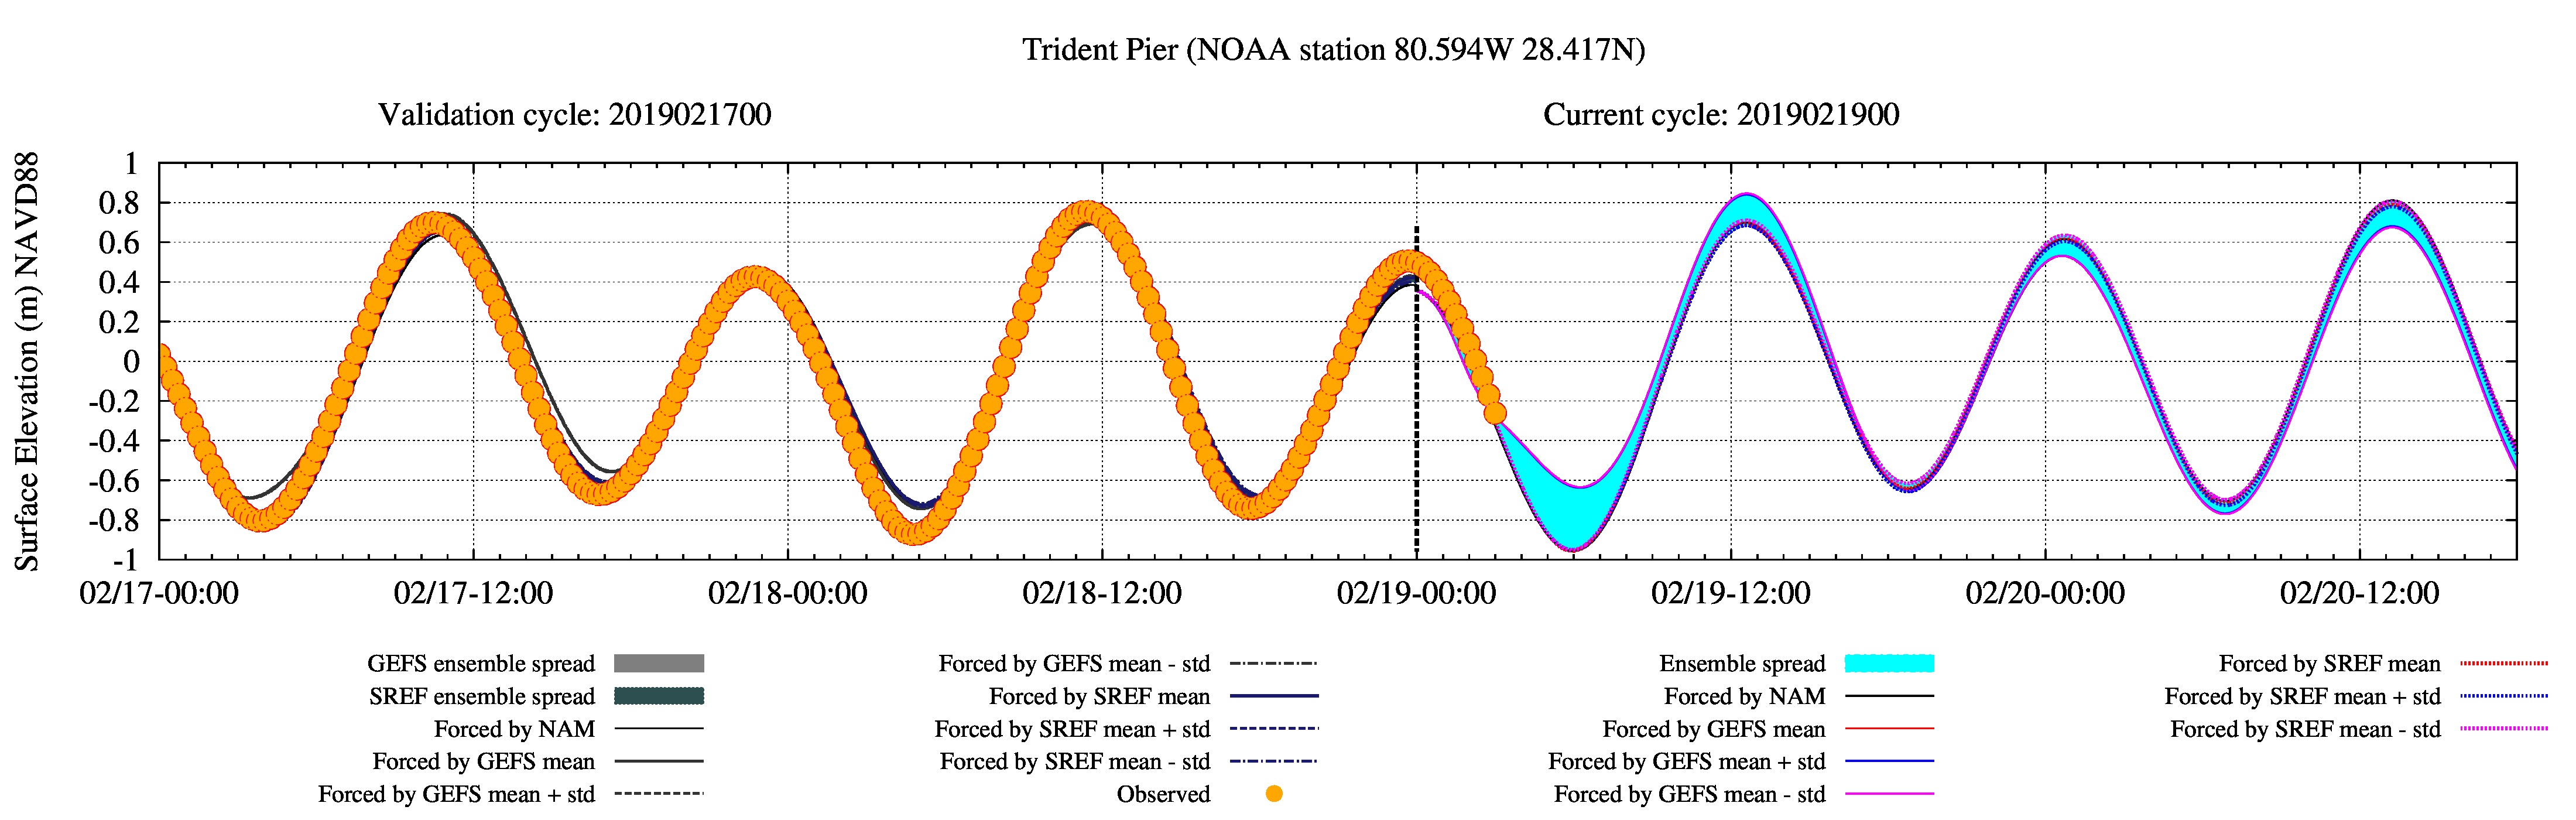 Trident Pier (NOAA station 80.594W 28.417N)
Validation cycle: 2019021700
Current cycle: 2019021900
Surface Elevation (m) NAVD88
1
0.8
0.6
0.4
0.2
0
-0.2
-0.4
-0.6
-0.8
-1
02/17-00:00 02/17-12:00 02/18-00:00 02/18-12:00 02/19-00:00 02/19-12:00 02/20-00:00 02/20-12:00
GEFS ensemble spread
SREF ensemble spread
Forced by NAM
Forced by GEFS mean
Forced by GEFS mean + std
Forced by GEFS mean - std
Forced by SREF mean
Forced by SREF mean + std
Forced by SREF mean - std
Observed
Ensemble spread
Forced by NAM
Forced by GEFS mean
Forced by GEFS mean + std
Forced by GEFS mean - std
Forced by SREF mean
Forced by SREF mean + std
Forced by SREF mean - std